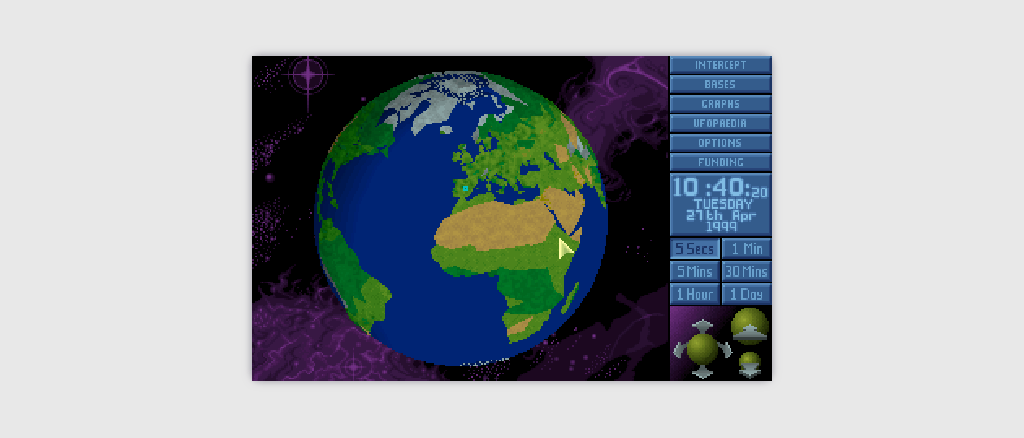 INTERCEPT
BASES
GRAPHS
UFOPAEDIA
OPTIONS
FUNDING
10:40:20
TUESDAY
27th Apr
1999
5 Secs 1 Min
5 Mins 30 Mins
1 Hour 1 Day